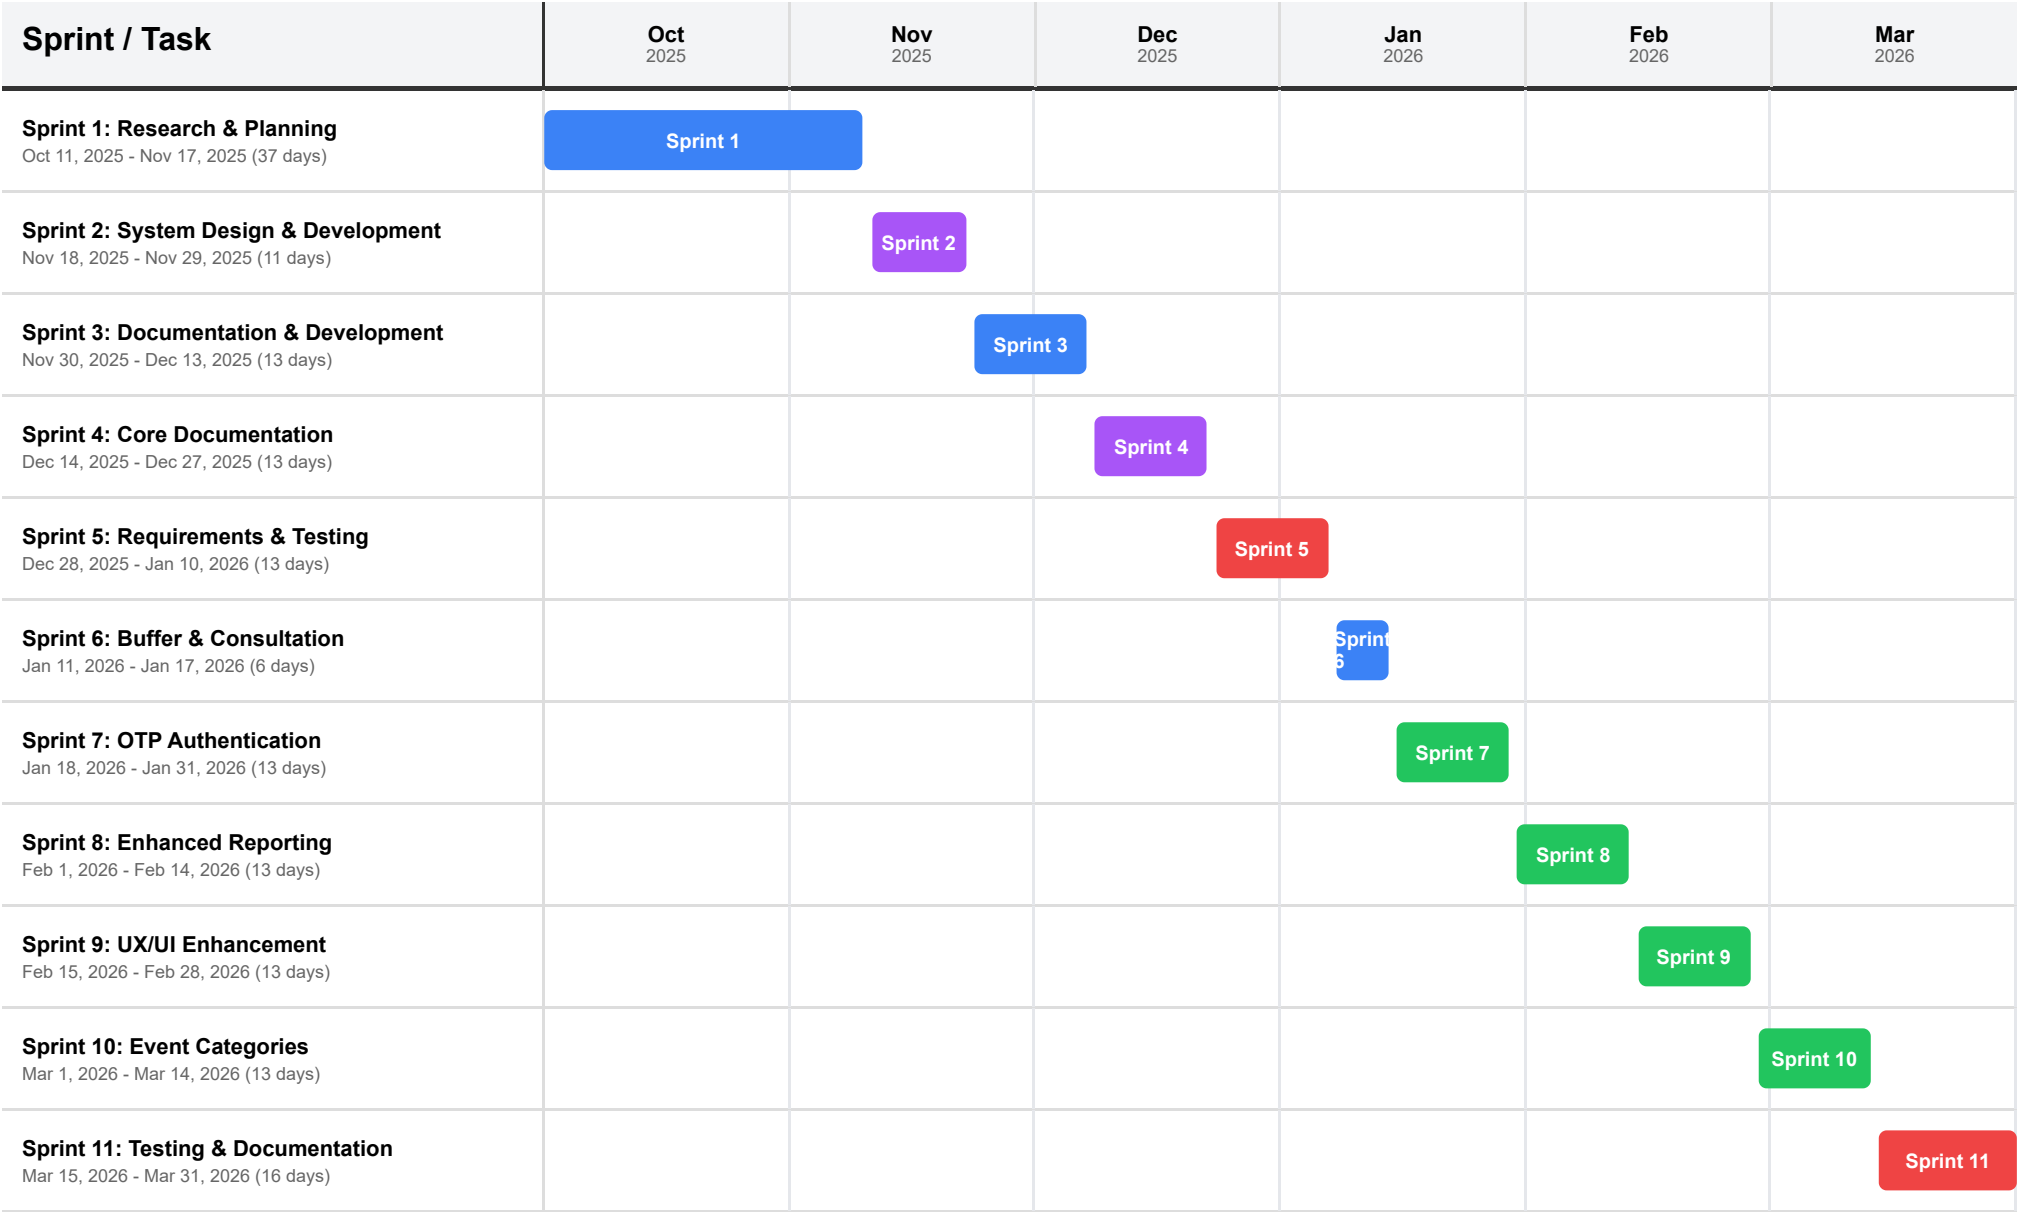 Sprint / Task
Oct
2025
Nov
2025
Dec
2025
Jan
2026
Feb
2026
Mar
2026
Sprint 1: Research & Planning
Oct 11, 2025 - Nov 17, 2025 (37 days)
Sprint 1
Sprint 2: System Design & Development
Nov 18, 2025 - Nov 29, 2025 (11 days)
Sprint 2
Sprint 3: Documentation & Development
Nov 30, 2025 - Dec 13, 2025 (13 days)
Sprint 3
Sprint 4: Core Documentation
Dec 14, 2025 - Dec 27, 2025 (13 days)
Sprint 4
Sprint 5: Requirements & Testing
Dec 28, 2025 - Jan 10, 2026 (13 days)
Sprint 5
Sprint 6: Buffer & Consultation
Jan 11, 2026 - Jan 17, 2026 (6 days)
Sprint
6
Sprint 7: OTP Authentication
Jan 18, 2026 - Jan 31, 2026 (13 days)
Sprint 7
Sprint 8: Enhanced Reporting
Feb 1, 2026 - Feb 14, 2026 (13 days)
Sprint 8
Sprint 9: UX/UI Enhancement
Feb 15, 2026 - Feb 28, 2026 (13 days)
Sprint 9
Sprint 10: Event Categories
Mar 1, 2026 - Mar 14, 2026 (13 days)
Sprint 10
Sprint 11: Testing & Documentation
Mar 15, 2026 - Mar 31, 2026 (16 days)
Sprint 11